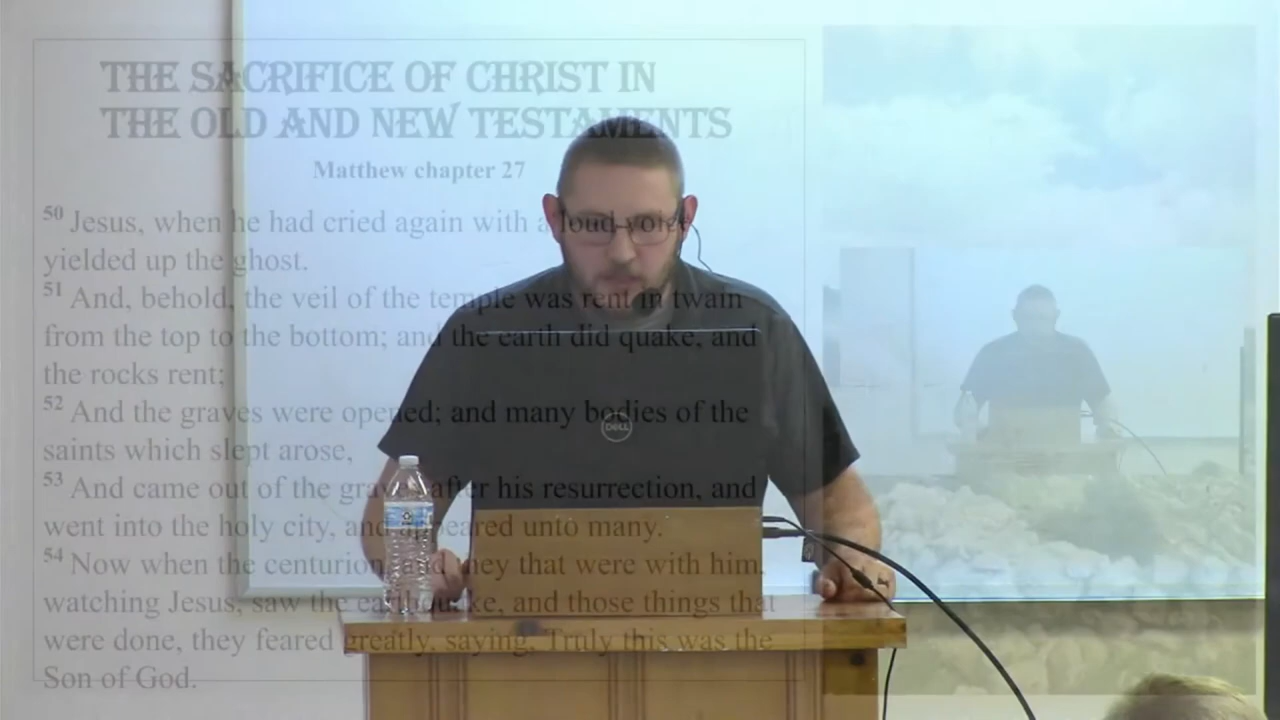 THE SACRIFICE OF CHRIST IN
THE OLD AND NEW TESTAMENTS
Matthew chapter 27
50 Jesus, when he had cried again with a loud voice
yielded up the ghost.
51 And, behold, the veil of the temple was rent in twain
from the top to the bottom; and the earth did quake, and
the rocks rent;
52 And the graves were opened; and many bodies of the
saints which slept arose,
53 And came out of the graves after his resurrection, and
went into the holy city, and appeared unto many.
54 Now when the centurion, and they that were with him,
watching Jesus, saw the earthquake, and those things that
were done, they feared greatly, saying, Truly this was the
Son of God.
DELL